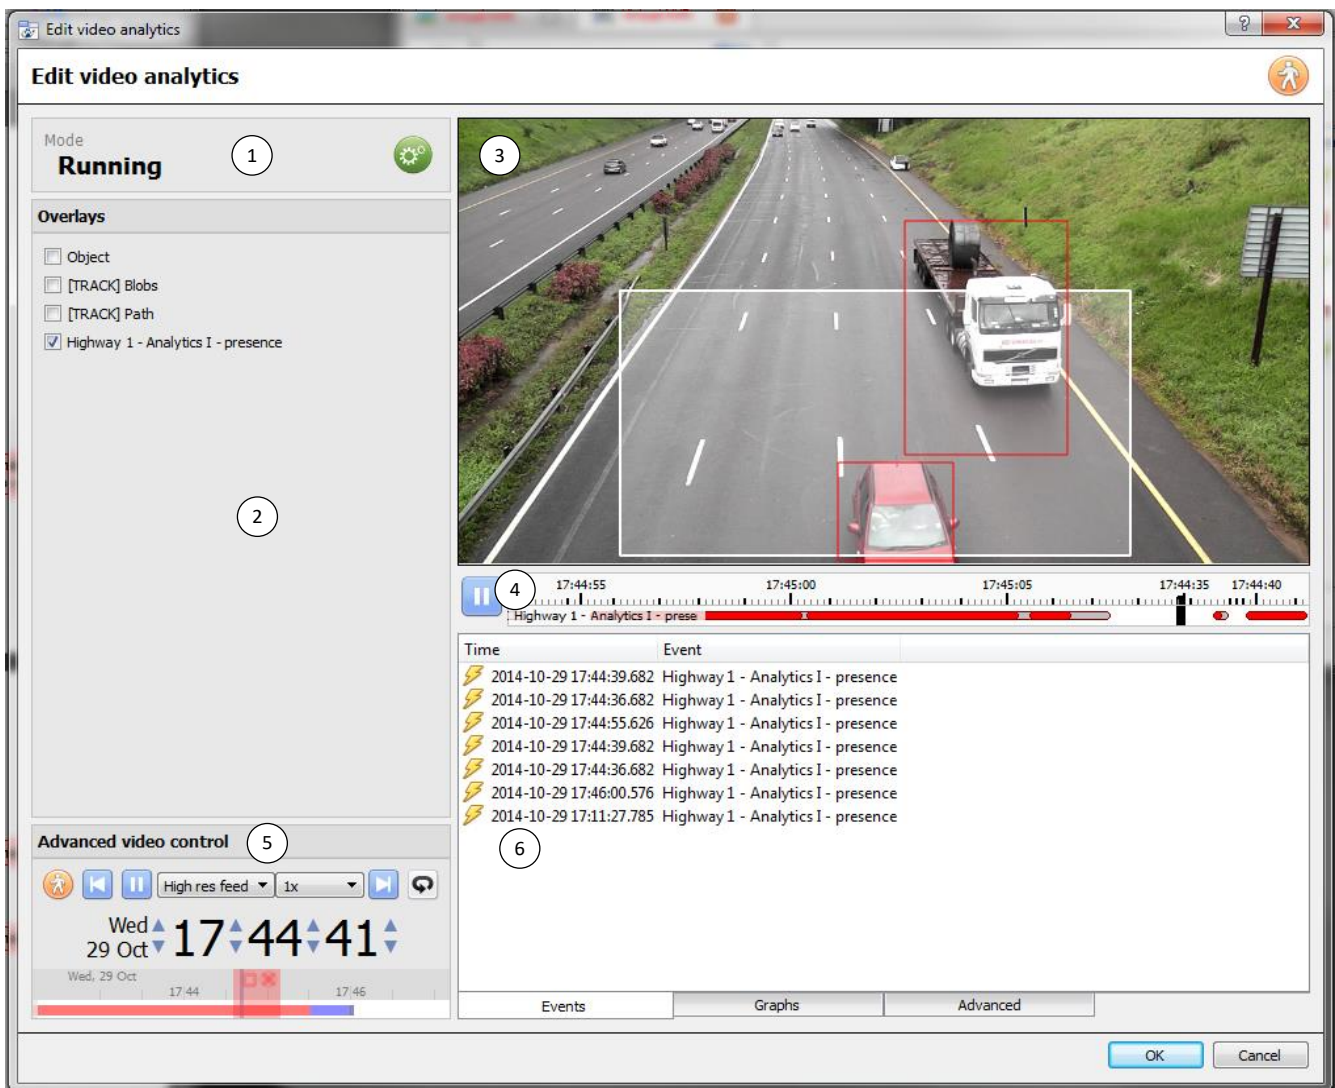 Edit video analytics
?
Edit video analytics
Mode
Running
1
3
Overlays
Object
[TRACK] Blobs
[TRACK] Path
Highway 1 - Analytics I - presence
2
4
17:44:55 17:45:00 17:45:05 17:44:35 17:44:40
Highway 1 - Analytics I - prese
Time Event
2014-10-29 17:44:39.682 Highway 1 - Analytics I - presence
2014-10-29 17:44:36.682 Highway 1 - Analytics I - presence
2014-10-29 17:44:55.626 Highway 1 - Analytics I - presence
2014-10-29 17:44:39.682 Highway 1 - Analytics I - presence
2014-10-29 17:44:36.682 Highway 1 - Analytics I - presence
2014-10-29 17:46:00.576 Highway 1 - Analytics I - presence
2014-10-29 17:11:27.785 Highway 1 - Analytics I - presence
6
Advanced video control 5
High res feed 1x
Wed
29 Oct 17 44 41
Wed, 29 Oct
17:44 17:46
Events Graphs Advanced
OK Cancel